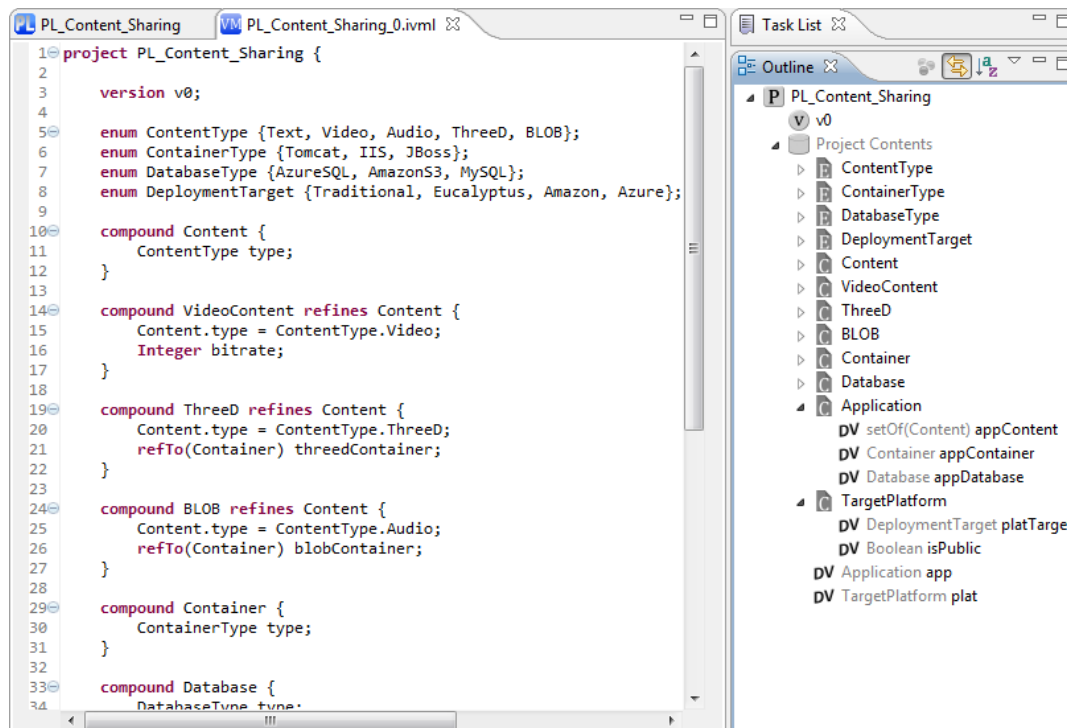 PL PL_Content_Sharing
VM PL_Content_Sharing_0.ivml
1 project PL_Content_Sharing {
2
3 version v0;
4
5 enum ContentType {Text, Video, Audio, ThreeD, BLOB};
6 enum ContainerType {Tomcat, IIS, JBoss};
7 enum DatabaseType {AzureSQL, AmazonS3, MySQL};
8 enum DeploymentTarget {Traditional, Eucalyptus, Amazon, Azure};
9
10 compound Content {
11 ContentType type;
12 }
13
14 compound VideoContent refines Content {
15 Content.type = ContentType.Video;
16 Integer bitrate;
17 }
18
19 compound ThreeD refines Content {
20 Content.type = ContentType.ThreeD;
21 refTo(Container) threedContainer;
22 }
23
24 compound BLOB refines Content {
25 Content.type = ContentType.Audio;
26 refTo(Container) blobContainer;
27 }
28
29 compound Container {
30 ContainerType type;
31 }
32
33 compound Database {
34 DatabaseType type;
Task List
Outline
P PL_Content_Sharing
V v0
Project Contents
E ContentType
E ContainerType
E DatabaseType
E DeploymentTarget
C Content
C VideoContent
C ThreeD
C BLOB
C Container
C Database
C Application
DV setOf(Content) appContent
DV Container appContainer
DV Database appDatabase
C TargetPlatform
DV DeploymentTarget platTarge
DV Boolean isPublic
DV Application app
DV TargetPlatform plat